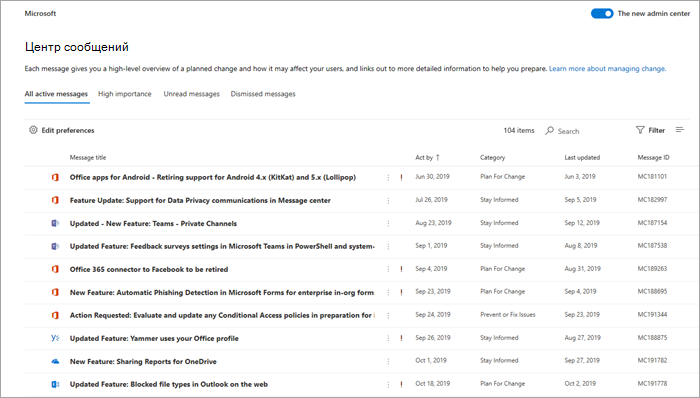 Microsoft
The new admin center
Центр сообщений
Each message gives you a high-level overview of a planned change and how it may affect your users, and links out to more detailed information to help you prepare. Learn more about managing change.
All active messages High importance Unread messages Dismissed messages
Edit preferences 104 items Search Filter
Message title Act by ↑ Category Last updated Message ID
Office apps for Android - Retiring support for Android 4.x (KitKat) and 5.x (Lollipop) ! Jun 30, 2019 Plan For Change Jun 3, 2019 MC181101
Feature Update: Support for Data Privacy communications in Message center Jul 26, 2019 Stay Informed Sep 5, 2019 MC182997
Updated - New Feature: Teams - Private Channels Aug 23, 2019 Stay Informed Sep 12, 2019 MC187154
Updated Feature: Feedback surveys settings in Microsoft Teams in PowerShell and system- Sep 1, 2019 Stay Informed Aug 8, 2019 MC187538
Office 365 connector to Facebook to be retired ! Sep 4, 2019 Plan For Change Aug 31, 2019 MC189263
New Feature: Automatic Phishing Detection in Microsoft Forms for enterprise in-org forms ! Sep 23, 2019 Plan For Change Sep 4, 2019 MC188695
Action Requested: Evaluate and update any Conditional Access policies in preparation for i Sep 24, 2019 Prevent or Fix Issues Sep 23, 2019 MC191344
Updated Feature: Yammer uses your Office profile ! Sep 26, 2019 Stay Informed Aug 27, 2019 MC188875
New Feature: Sharing Reports for OneDrive Oct 1, 2019 Stay Informed Sep 27, 2019 MC191782
Updated Feature: Blocked file types in Outlook on the web ! Oct 18, 2019 Plan For Change Oct 2, 2019 MC191778